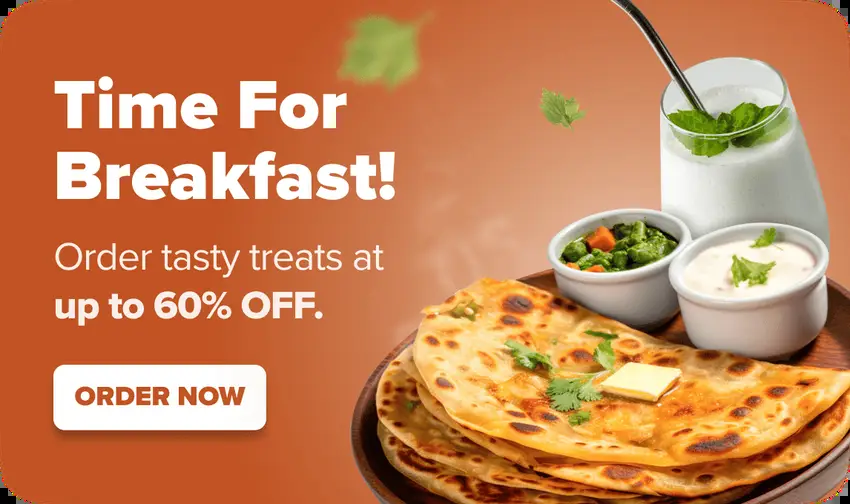 Time For
Breakfast!
Order tasty treats at
up to 60% OFF.
ORDER NOW